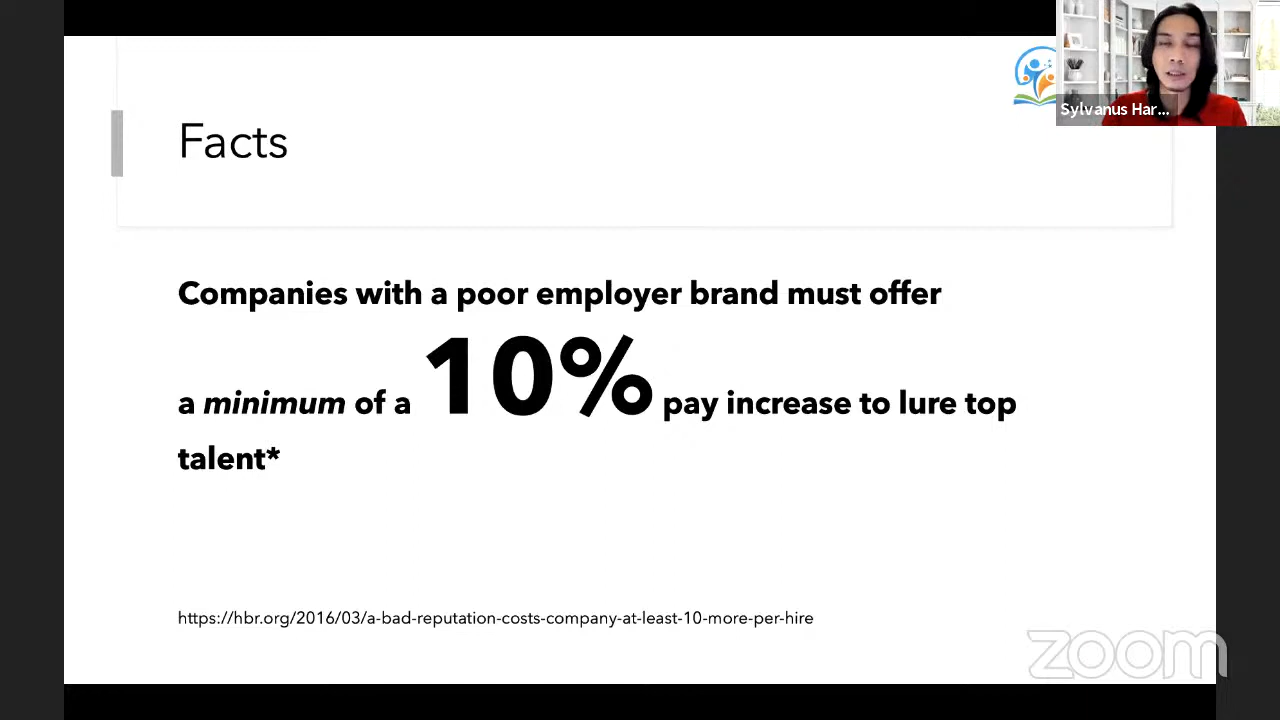 Sylvanus Har...
Facts
Companies with a poor employer brand must offer
a minimum of a 10% pay increase to lure top
talent*
https://hbr.org/2016/03/a-bad-reputation-costs-company-at-least-10-more-per-hire
zoom